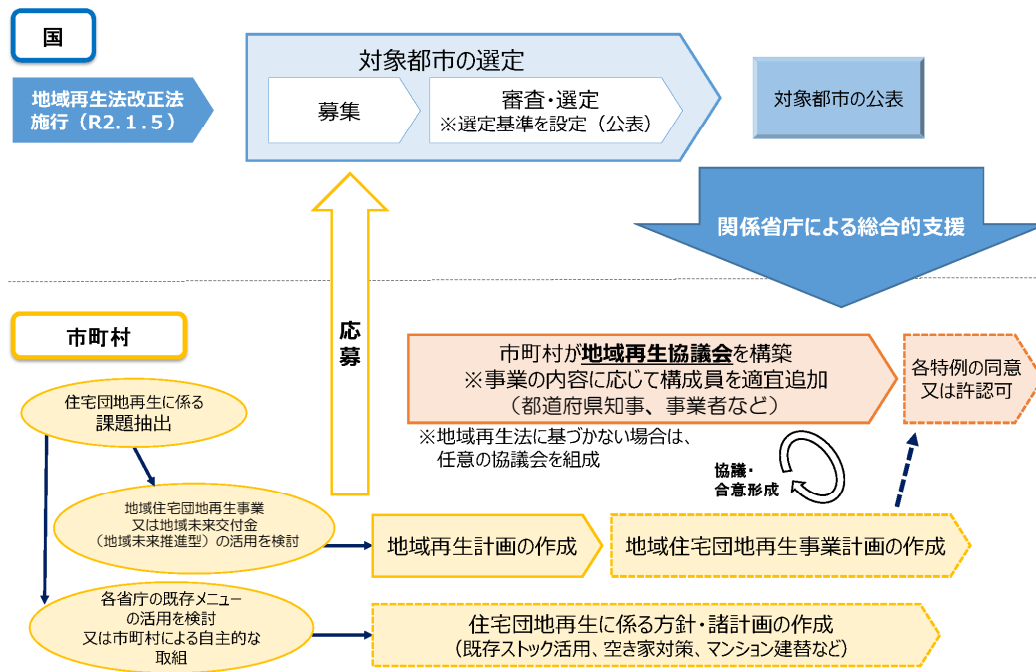 国
地域再生法改正法
施行（R2.1.5）
対象都市の選定
募集
審査・選定
※選定基準を設定（公表）
対象都市の公表
関係省庁による総合的支援
市町村
応募
市町村が地域再生協議会を構築
※事業の内容に応じて構成員を適宜追加
（都道府県知事、事業者など）
各特例の同意
又は許認可
※地域再生法に基づかない場合は、
任意の協議会を組成
協議・
合意形成
住宅団地再生に係る
課題抽出
地域住宅団地再生事業
又は地域未来交付金
（地域未来推進型）の活用を検討
地域再生計画の作成
地域住宅団地再生事業計画の作成
各省庁の既存メニュー
の活用を検討
又は市町村による自主的な
取組
住宅団地再生に係る方針・諸計画の作成
（既存ストック活用、空き家対策、マンション建替など）